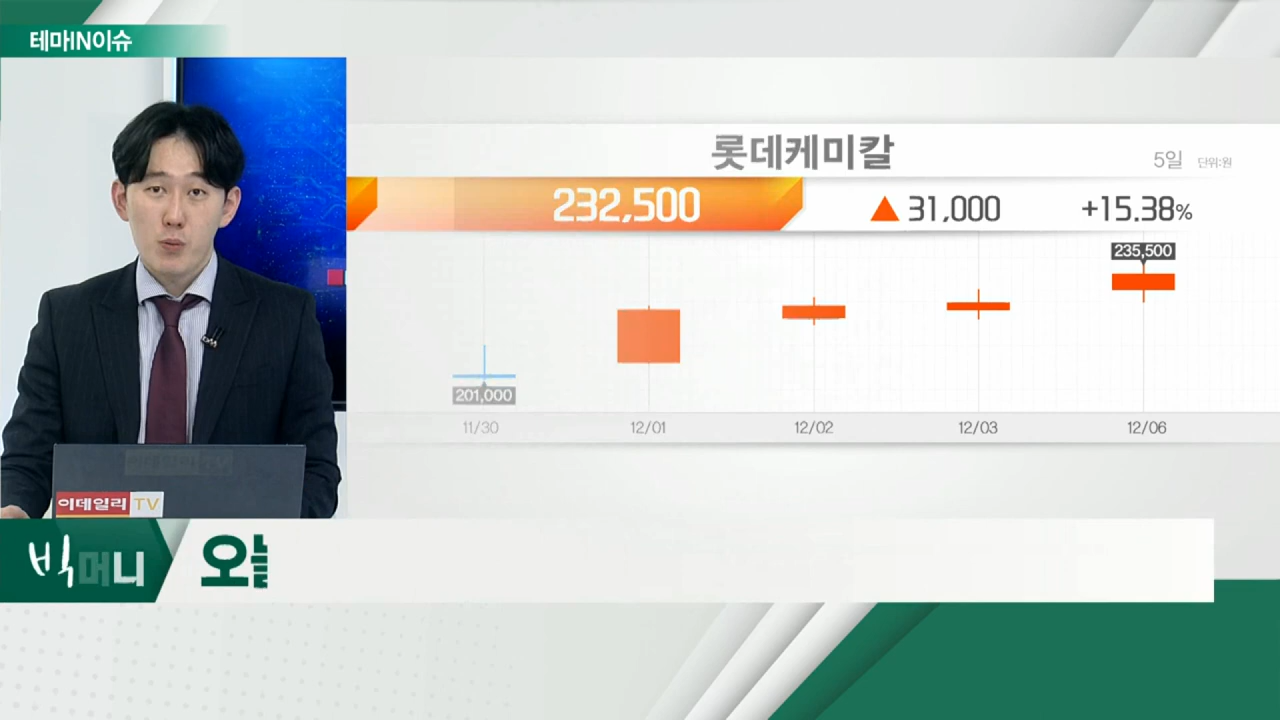 테마IN이슈
롯데케미칼
5일 단위:원
232,500 ▲31,000 +15.38%
235,500
201,000
11/30 12/01 12/02 12/03 12/06
이데일리TV
빅머니 오늘